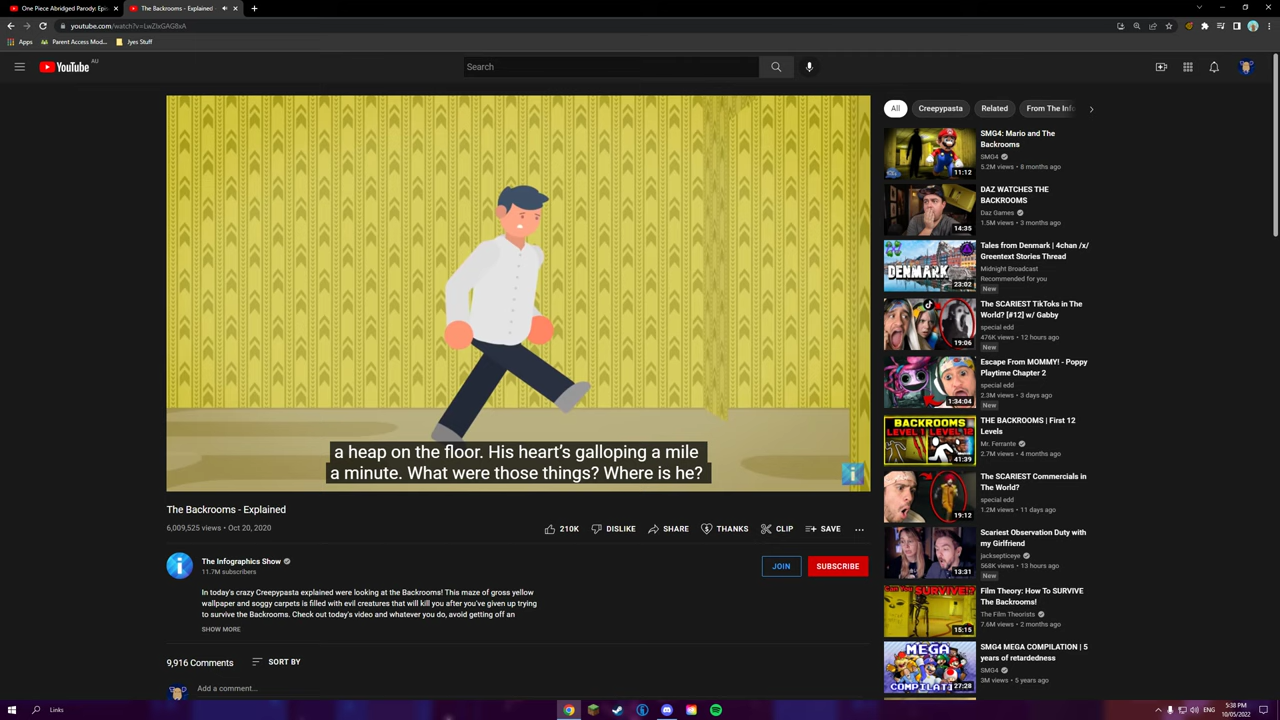 One Piece Abridged Parody: Epi
The Backrooms - Explained
youtube.com/watch?v=LwZIxGAG8xA
Apps
Parent Access Mod...
Jyes Stuff
YouTube
AU
Search
All
Creepypasta
Related
From The Info
a heap on the floor. His heart's galloping a mile
a minute. What were those things? Where is he?
The Backrooms - Explained
6,009,525 views • Oct 20, 2020
210K
DISLIKE
SHARE
THANKS
CLIP
SAVE
The Infographics Show
11.7M subscribers
JOIN
SUBSCRIBE
In today's crazy Creepypasta explained were looking at the Backrooms! This maze of gross yellow
wallpaper and soggy carpets is filled with evil creatures that will kill you after you've given up trying
to survive the Backrooms. Check out today's video and whatever you do, avoid getting off an
SHOW MORE
9,916 Comments
SORT BY
Add a comment...
11:12
SMG4: Mario and The
Backrooms
SMG4
5.2M views • 8 months ago
14:35
DAZ WATCHES THE
BACKROOMS
Daz Games
1.5M views • 3 months ago
DENMARK
23:02
Tales from Denmark | 4chan /x/
Greentext Stories Thread
Midnight Broadcast
Recommended for you
New
19:06
The SCARIEST TikToks in The
World? [#12] w/ Gabby
special edd
476K views • 12 hours ago
New
1:34:04
Escape From MOMMY! - Poppy
Playtime Chapter 2
special edd
2.3M views • 3 days ago
New
BACKROOMS
LEVEL 1 LEVEL 12
41:39
THE BACKROOMS | First 12
Levels
Mr. Ferrante
2.7M views • 4 months ago
19:12
The SCARIEST Commercials in
The World?
special edd
1.2M views • 11 days ago
13:31
Scariest Observation Duty with
my Girlfriend
jacksepticeye
568K views • 13 hours ago
New
CAN YOU SURVIVE!?
15:15
Film Theory: How To SURVIVE
The Backrooms!
The Film Theorists
7.6M views • 2 months ago
MEGA
COMPILATION
27:28
SMG4 MEGA COMPILATION | 5
years of retardedness
SMG4
3M views • 5 years ago
Links
5:38 PM
10/05/2022